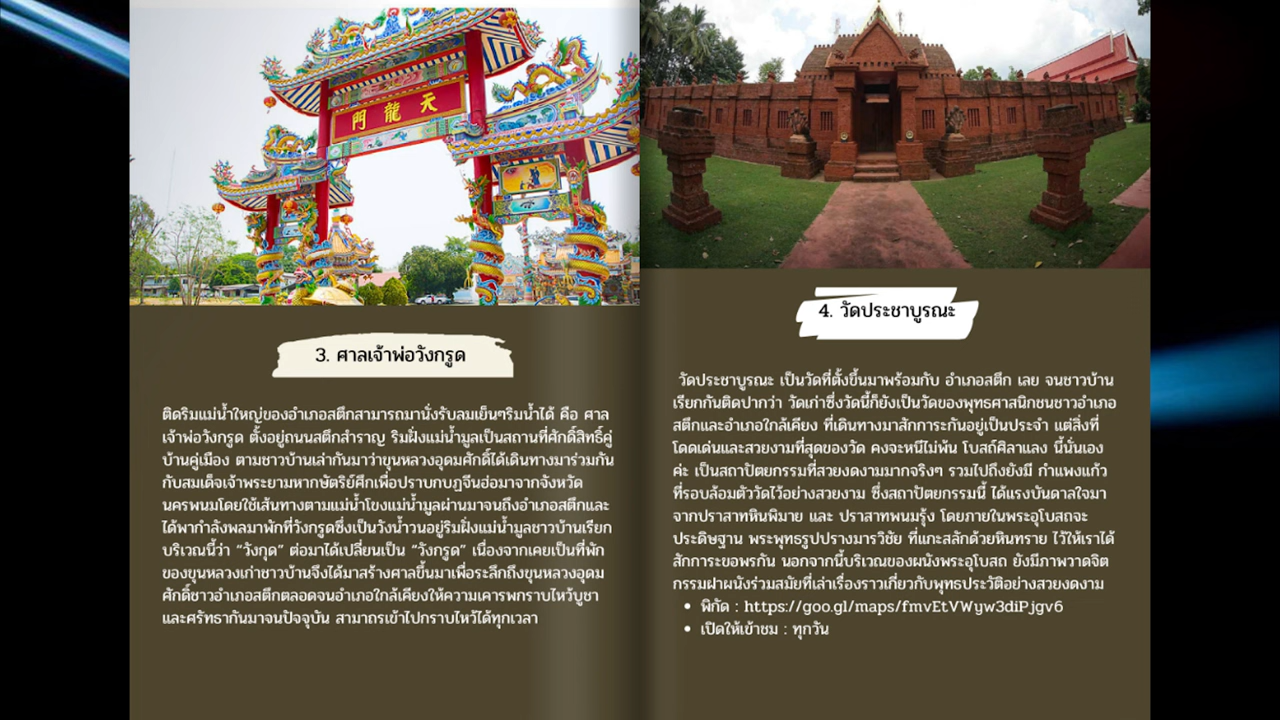 天龍門
3. ศาลเจ้าพ่อวังกรูด
ติดริมแม่น้ำใหญ่ของอำเภอสตึกสามารถมานั่งรับลมเย็นๆริมน้ำได้ คือ ศาล
เจ้าพ่อวังกรูด ตั้งอยู่ถนนสตึกสำราญ ริมฝั่งแม่น้ำมูลเป็นสถานที่ศักดิ์สิทธิ์คู่
บ้านคู่เมือง ตามชาวบ้านเล่ากันมาว่าขุนหลวงอุดมศักดิ์ได้เดินทางมาร่วมกัน
กับสมเด็จเจ้าพระยามหากษัตริย์ศึกเพื่อปราบกบฏจีนฮ่อมาจากจังหวัด
นครพนมโดยใช้เส้นทางตามแม่น้ำโขงแม่น้ำมูลผ่านมาจนถึงอำเภอสตึกและ
ได้พากำลังพลมาพักที่วังกรูดซึ่งเป็นวังน้ำวนอยู่ริมฝั่งแม่น้ำมูลชาวบ้านเรียก
บริเวณนี้ว่า “วังกุด” ต่อมาได้เปลี่ยนเป็น “วังกรูด” เนื่องจากเคยเป็นที่พัก
ของขุนหลวงเก่าชาวบ้านจึงได้มาสร้างศาลขึ้นมาเพื่อระลึกถึงขุนหลวงอุดม
ศักดิ์ชาวอำเภอสตึกตลอดจนอำเภอใกล้เคียงให้ความเคารพกราบไหว้บูชา
และศรัทธากันมาจนปัจจุบัน สามาถรเข้าไปกราบไหว้ได้ทุกเวลา
4. วัดประชาบูรณะ
วัดประชาบูรณะ เป็นวัดที่ตั้งขึ้นมาพร้อมกับ อำเภอสตึก เลย จนชาวบ้าน
เรียกกันติดปากว่า วัดเก่าซึ่งวัดนี้ก็ยังเป็นวัดของพุทธศาสนิกชนชาวอำเภอ
สตึกและอำเภอใกล้เคียง ที่เดินทางมาสักการะกันอยู่เป็นประจำ แต่สิ่งที่
โดดเด่นและสวยงามที่สุดของวัด คงจะหนีไม่พ้น โบสถ์ศิลาแลง นี้นั่นเอง
ค่ะ เป็นสถาปัตยกรรมที่สวยงดงามมากจริงๆ รวมไปถึงยังมี กำแพงแก้ว
ที่รอบล้อมตัววัดไว้อย่างสวยงาม ซึ่งสถาปัตยกรรมนี้ ได้แรงบันดาลใจมา
จากปราสาทหินพิมาย และ ปราสาทพนมรุ้ง โดยภายในพระอุโบสถจะ
ประดิษฐาน พระพุทธรูปปรางมารวิชัย ที่แกะสลักด้วยหินทราย ไว้ให้เราได้
สักการะขอพรกัน นอกจากนี้บริเวณของผนังพระอุโบสถ ยังมีภาพวาดจิต
กรรมฝาผนังร่วมสมัยที่เล่าเรื่องราวเกี่ยวกับพุทธประวัติอย่างสวยงดงาม
• พิกัด : https://goo.gl/maps/fmvEtVWyw3diPjgv6
• เปิดให้เข้าชม : ทุกวัน